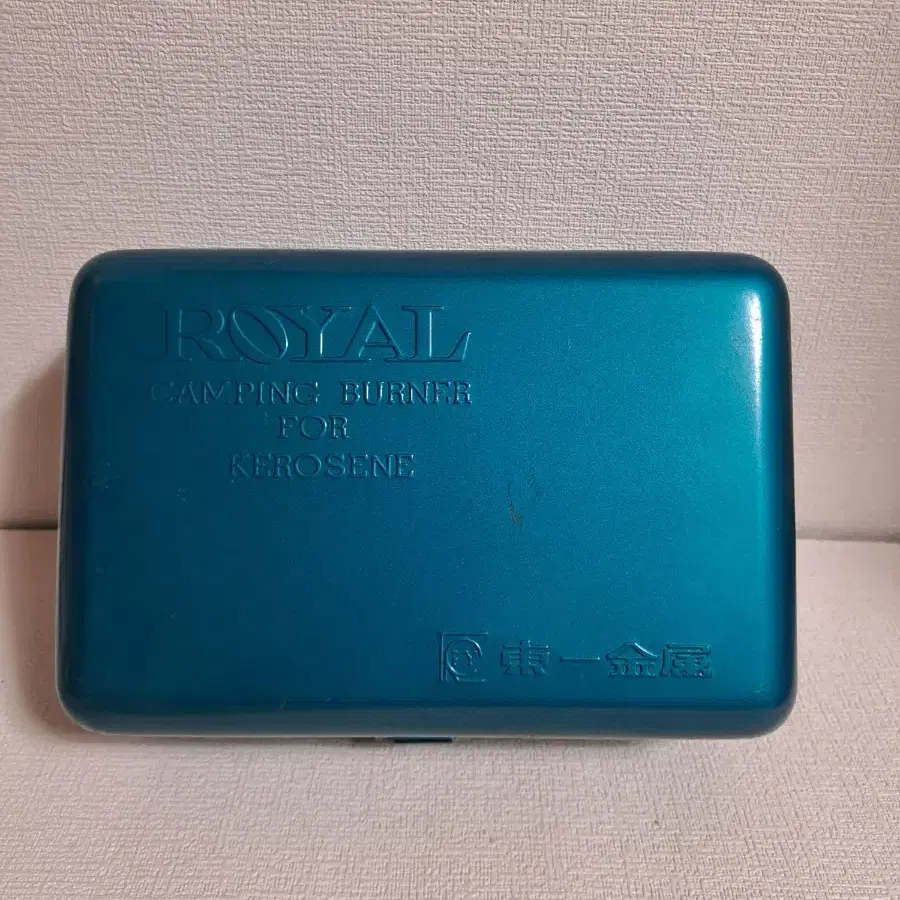 ROYAL
CAMPING BURNER
FOR
KEROSENE
東一金属